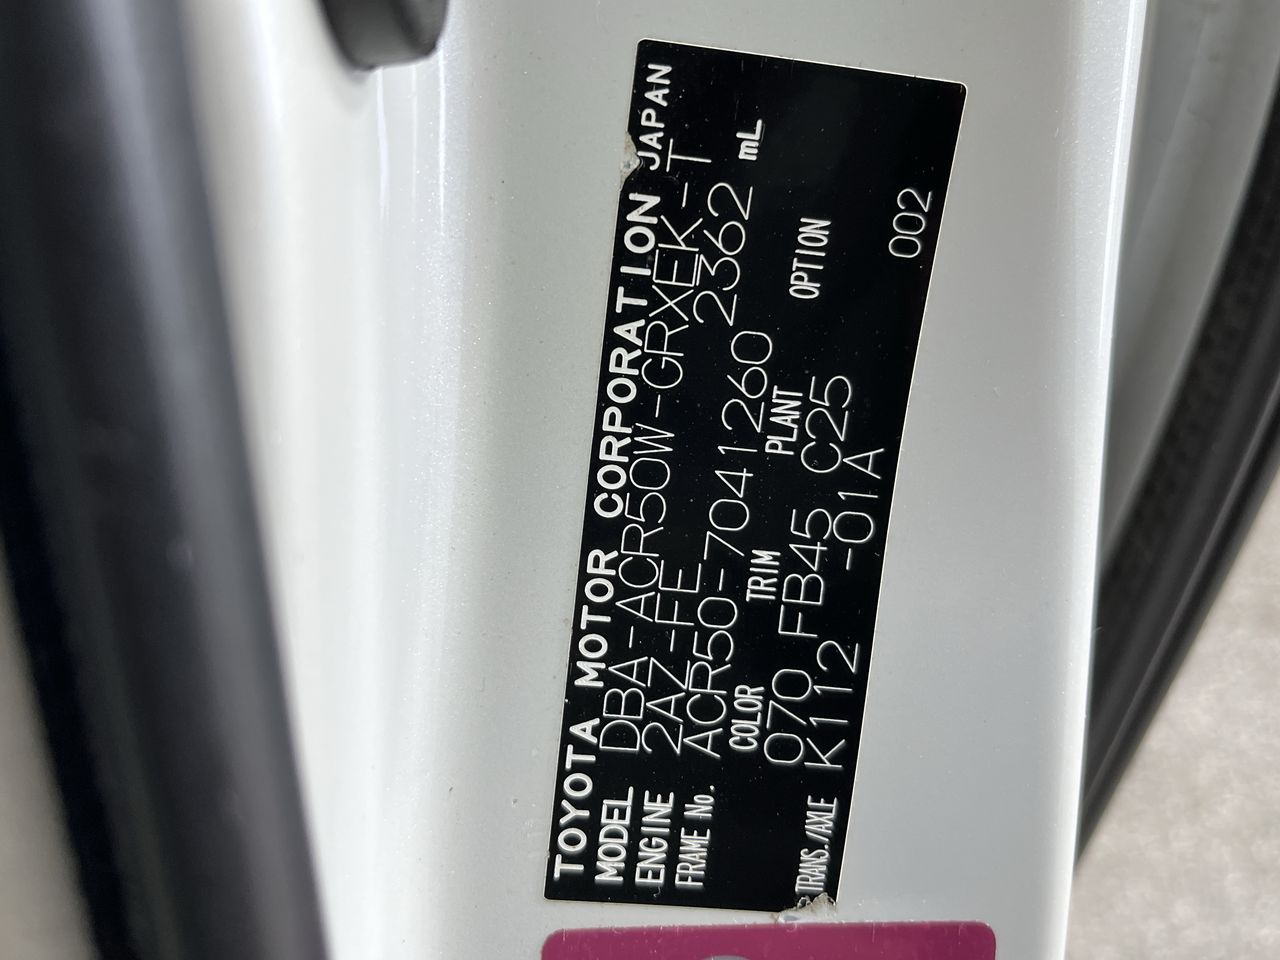 TOYOTA MOTOR CORPORATION JAPAN
MODEL DBA-ACR50W-GRXEK-T
ENGINE 2AZ-FE 2362 mL
FRAME No. ACR50-7041260
COLOR TRIM PLANT OPTION
070 FB45 C25
TRANS./AXLE K112 -01A 002